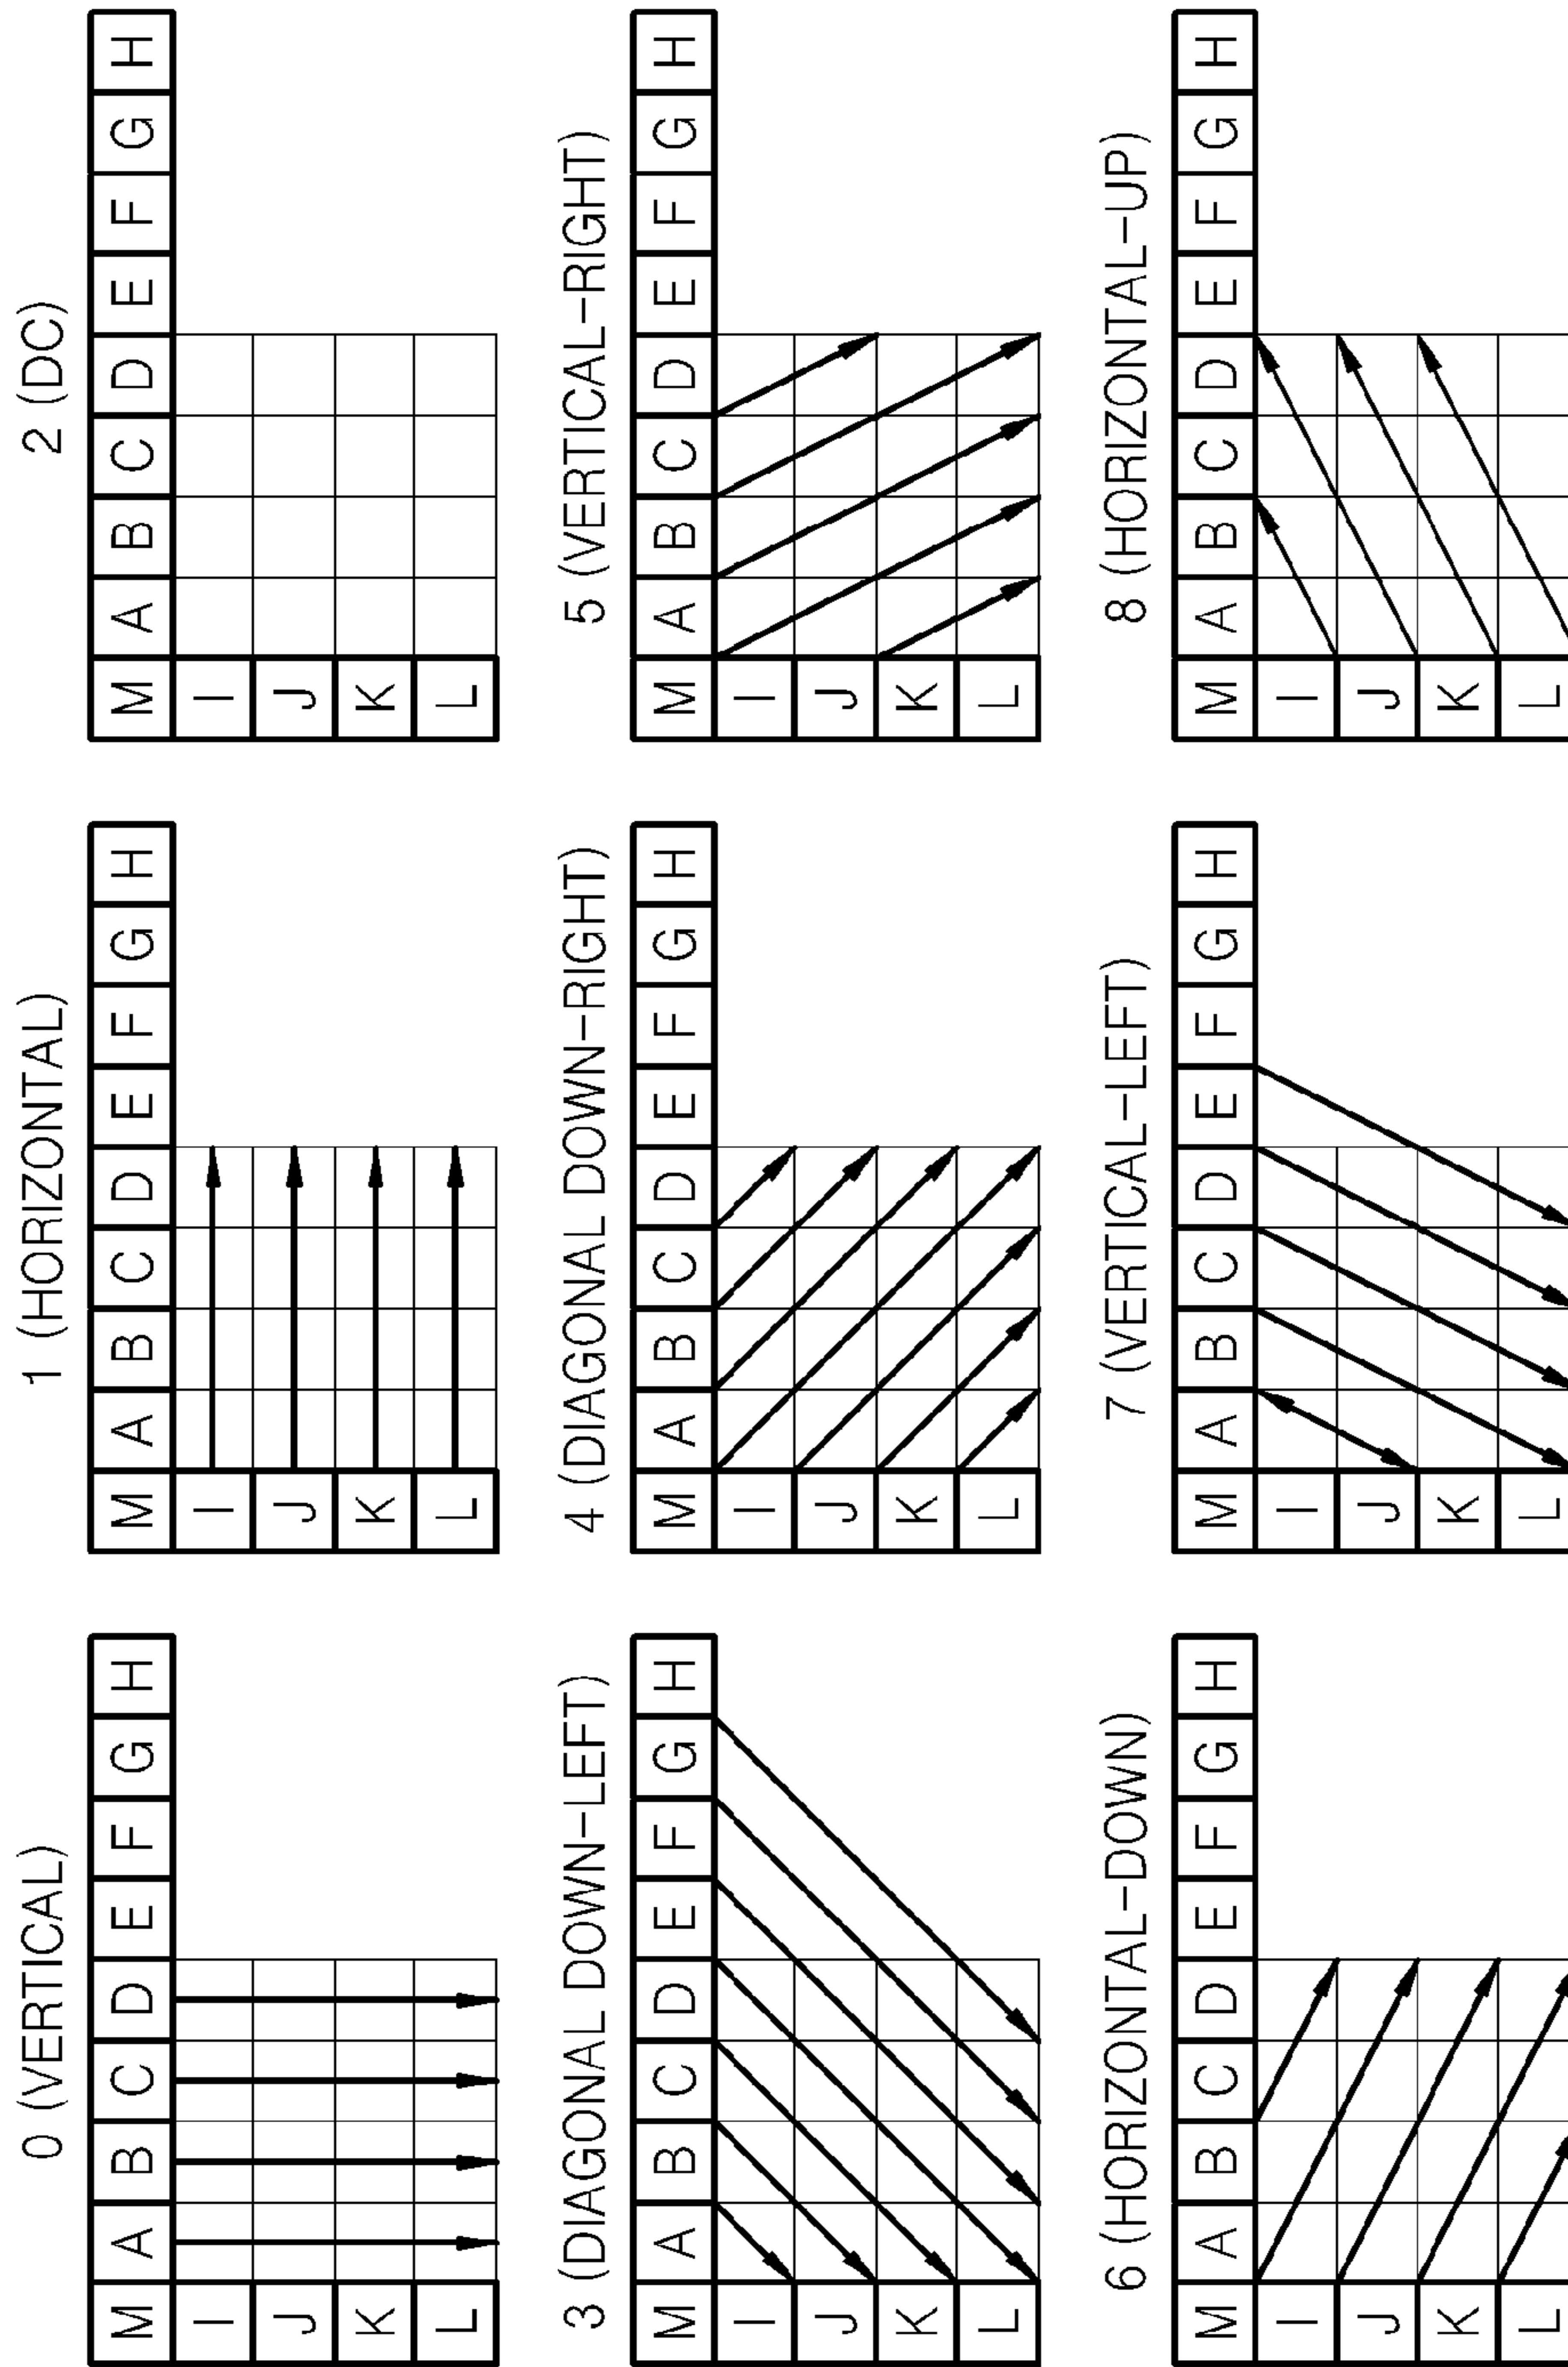 0 (VERTICAL)
M A B C D E F G H
I
J
K
L
1 (HORIZONTAL)
M A B C D E F G H
I
J
K
L
2 (DC)
M A B C D E F G H
I
J
K
L
3 (DIAGONAL DOWN-LEFT)
M A B C D E F G H
I
J
K
L
4 (DIAGONAL DOWN-RIGHT)
M A B C D E F G H
I
J
K
L
5 (VERTICAL-RIGHT)
M A B C D E F G H
I
J
K
L
6 (HORIZONTAL-DOWN)
M A B C D E F G H
I
J
K
L
7 (VERTICAL-LEFT)
M A B C D E F G H
I
J
K
L
8 (HORIZONTAL-UP)
M A B C D E F G H
I
J
K
L